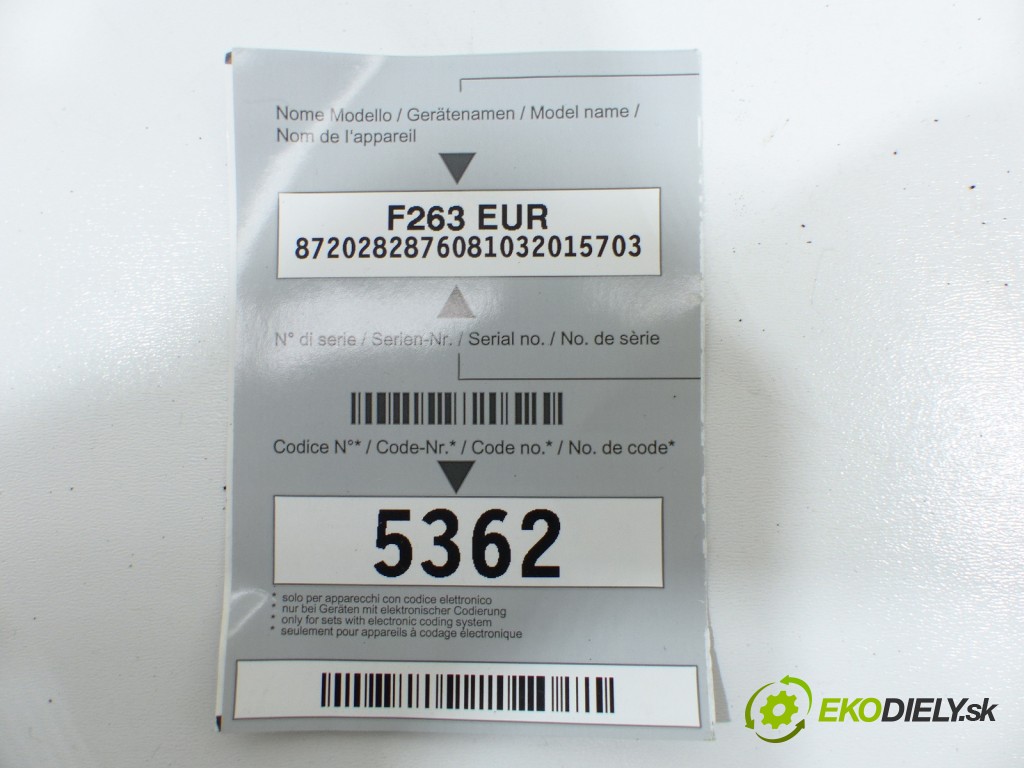 Nome Modello / Gerätenamen / Model name /
Nom de l'appareil
F263 EUR
8720282876081032015703
N° di serie / Serien-Nr. / Serial no. / No. de sèrie
Codice N°* / Code-Nr.* / Code no.* / No. de code*
5362
* solo per apparecchi con codice elettronico
* nur bei Geräten mit elektronischer Codierung
* only for sets with electronic coding system
* seulement pour appareils à codage électronique
EKODIELY.sk